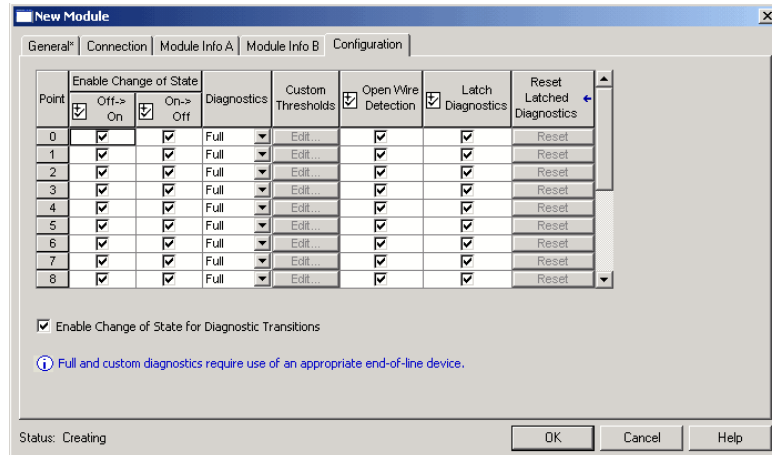 New Module
General* Connection Module Info A Module Info B Configuration
Point Enable Change of State Off-> On On-> Off Diagnostics Custom Thresholds Open Wire Detection Latch Diagnostics Reset Latched Diagnostics
0 Full Edit... Reset
1 Full Edit... Reset
2 Full Edit... Reset
3 Full Edit... Reset
4 Full Edit... Reset
5 Full Edit... Reset
6 Full Edit... Reset
7 Full Edit... Reset
8 Full Edit... Reset
Enable Change of State for Diagnostic Transitions
Full and custom diagnostics require use of an appropriate end-of-line device.
Status: Creating OK Cancel Help